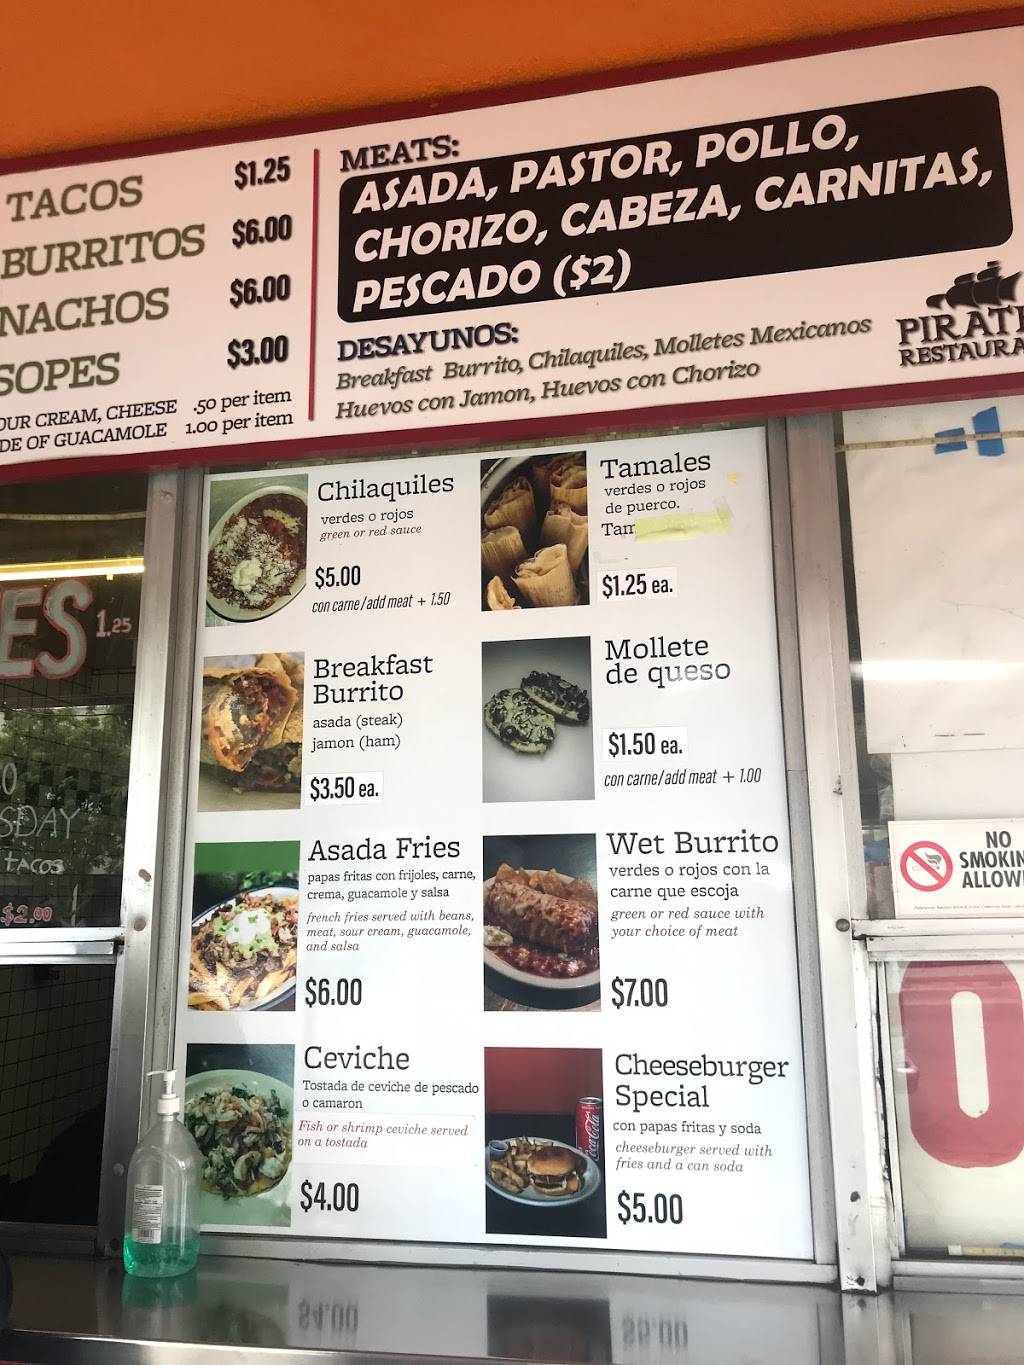 TACOS $1.25
BURRITOS $6.00
NACHOS $6.00
SOPES $3.00
OUR CREAM, CHEESE .50 per item
DE OF GUACAMOLE 1.00 per item
MEATS:
ASADA, PASTOR, POLLO,
CHORIZO, CABEZA, CARNITAS,
PESCADO ($2)
DESAYUNOS:
Breakfast Burrito, Chilaquiles, Molletes Mexicanos
Huevos con Jamon, Huevos con Chorizo
PIRAT
RESTAURA
Chilaquiles
verdes o rojos
green or red sauce
$5.00
con carne/add meat + 1.50
Tamales
verdes o rojos
de puerco.
Tam
$1.25 ea.
Breakfast
Burrito
asada (steak)
jamon (ham)
$3.50 ea.
Mollete
de queso
$1.50 ea.
con carne/add meat + 1.00
Asada Fries
papas fritas con frijoles, carne,
crema, guacamole y salsa
french fries served with beans,
meat, sour cream, guacamole,
and salsa
$6.00
Wet Burrito
verdes o rojos con la
carne que escoja
green or red sauce with
your choice of meat
$7.00
Ceviche
Tostada de ceviche de pescado
o camaron
Fish or shrimp ceviche served
on a tostada
$4.00
Cheeseburger
Special
con papas fritas y soda
cheeseburger served with
fries and a can soda
$5.00
Coca-Cola
ES 1.25
O
SDAY
TACOS
$2.00
NO
SMOKIN
ALLOW
O
$4.00